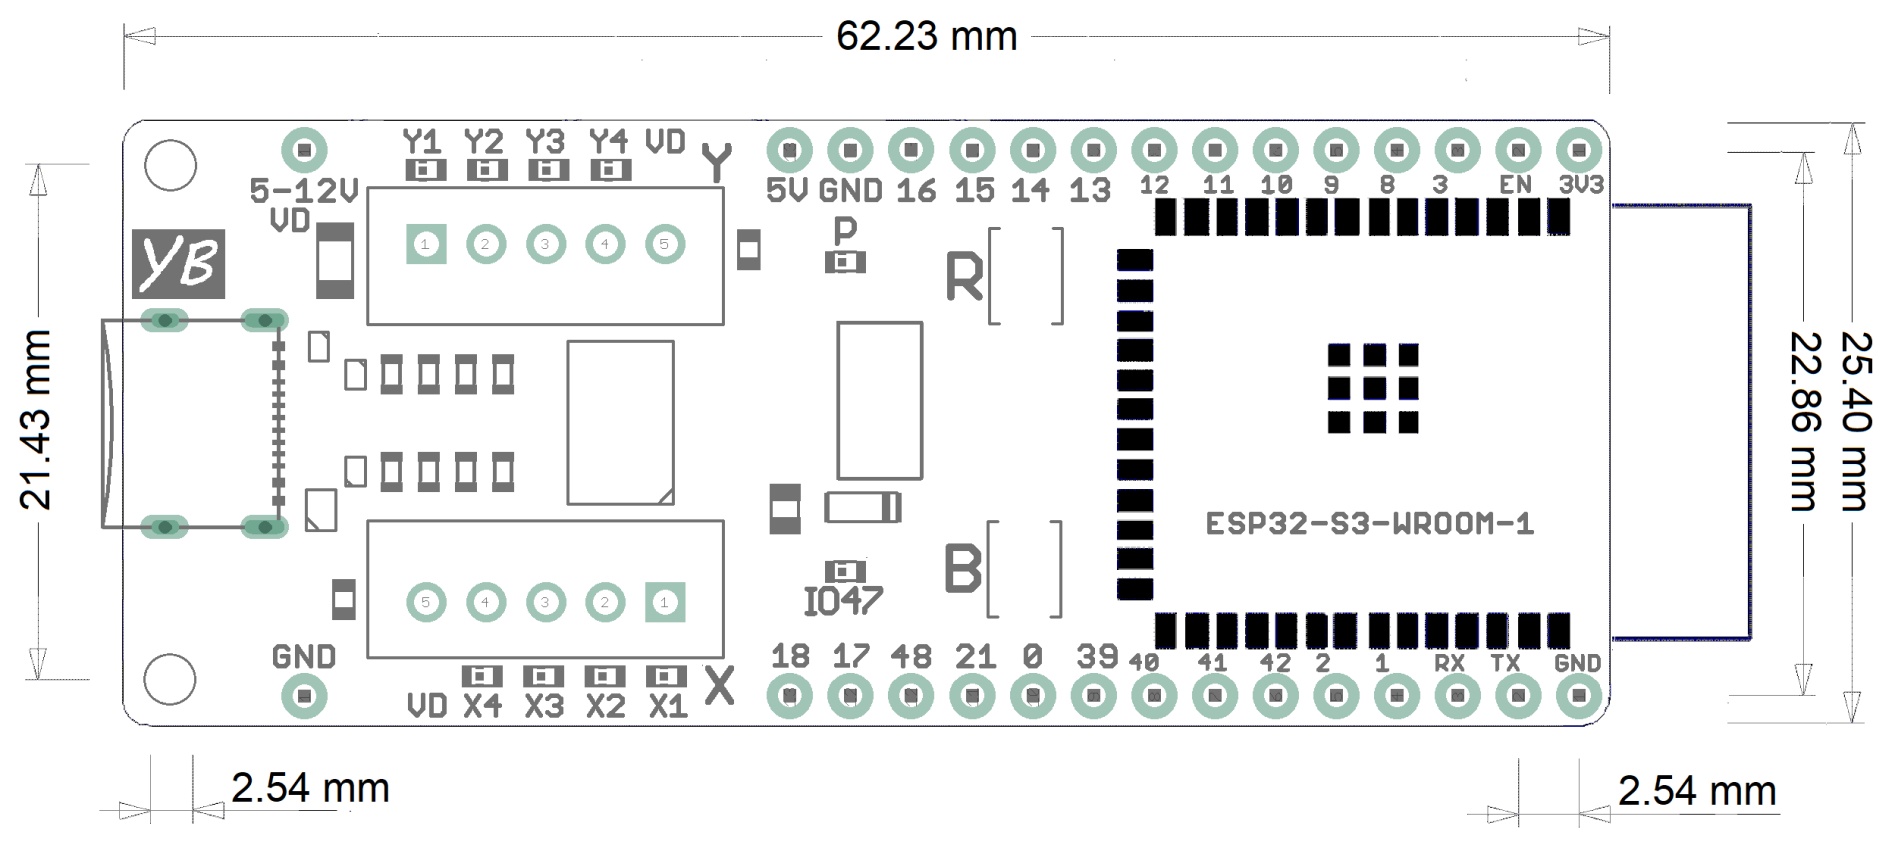 62.23 mm
Y1 Y2 Y3 Y4 VD Y
5-12V
VD
5V GND 16 15 14 13 12 11 10 9 8 3 EN 3V3
YB
1 2 3 4 5
P
R
21.43 mm
22.86 mm
25.40 mm
ESP32-S3-WROOM-1
B
IO47
5 4 3 2 1
GND
18 17 48 21 0 39 40 41 42 2 1 RX TX GND
VD X4 X3 X2 X1 X
2.54 mm
2.54 mm